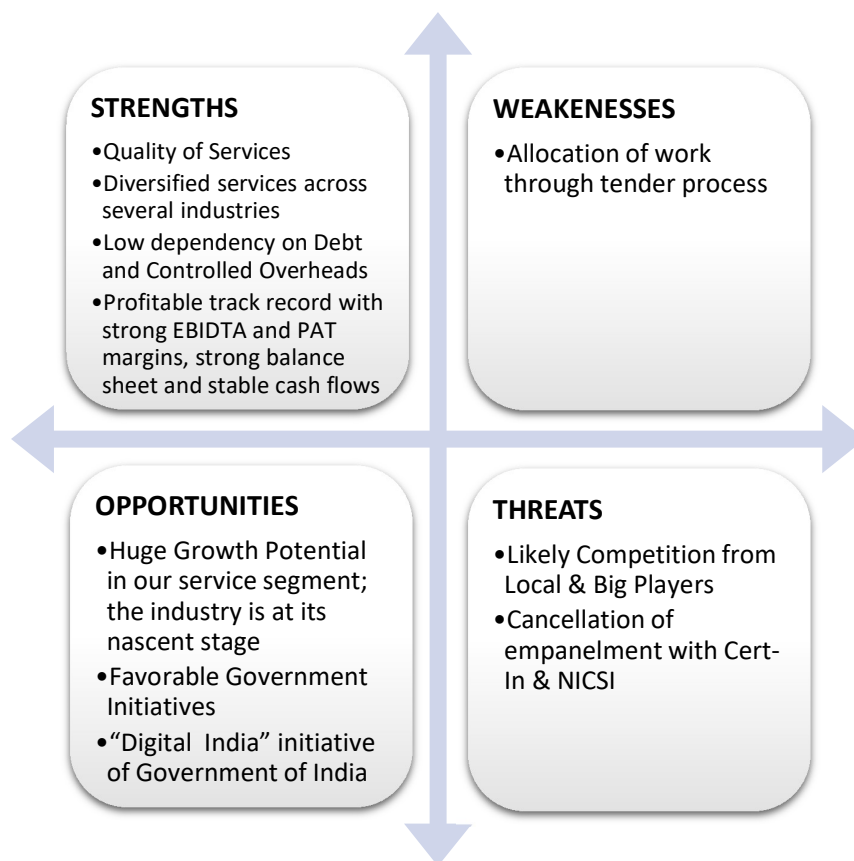 STRENGTHS
•Quality of Services
•Diversified services across
several industries
•Low dependency on Debt
and Controlled Overheads
•Profitable track record with
strong EBIDTA and PAT
margins, strong balance
sheet and stable cash flows
WEAKENESSES
•Allocation of work
through tender process
OPPORTUNITIES
•Huge Growth Potential
in our service segment;
the industry is at its
nascent stage
•Favorable Government
Initiatives
•“Digital India” initiative
of Government of India
THREATS
•Likely Competition from
Local & Big Players
•Cancellation of
empanelment with Cert-
In & NICSI